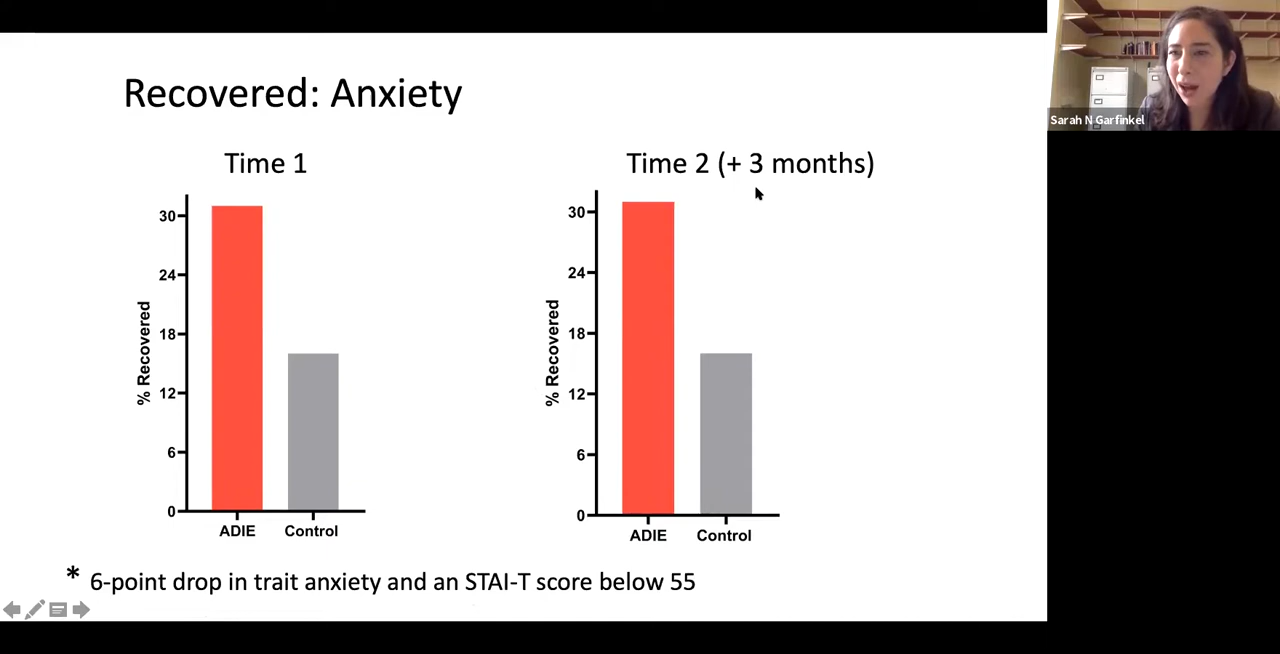 Recovered: Anxiety
Sarah N Garfinkel
Time 1
% Recovered
30
24
18
12
6
0
ADIE Control
Time 2 (+ 3 months)
% Recovered
30
24
18
12
6
0
ADIE Control
* 6-point drop in trait anxiety and an STAI-T score below 55